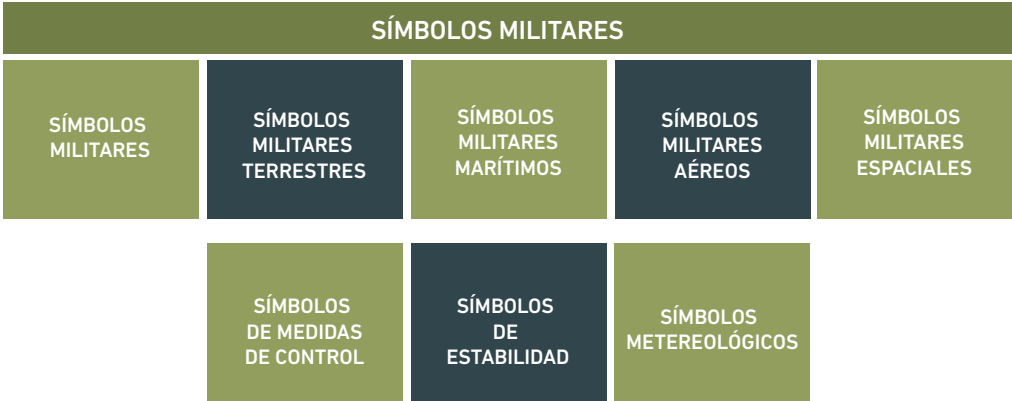 SÍMBOLOS MILITARES
SÍMBOLOS
MILITARES
SÍMBOLOS
MILITARES
TERRESTRES
SÍMBOLOS
MILITARES
MARÍTIMOS
SÍMBOLOS
MILITARES
AÉREOS
SÍMBOLOS
MILITARES
ESPACIALES
SÍMBOLOS
DE MEDIDAS
DE CONTROL
SÍMBOLOS
DE
ESTABILIDAD
SÍMBOLOS
METEREOLÓGICOS